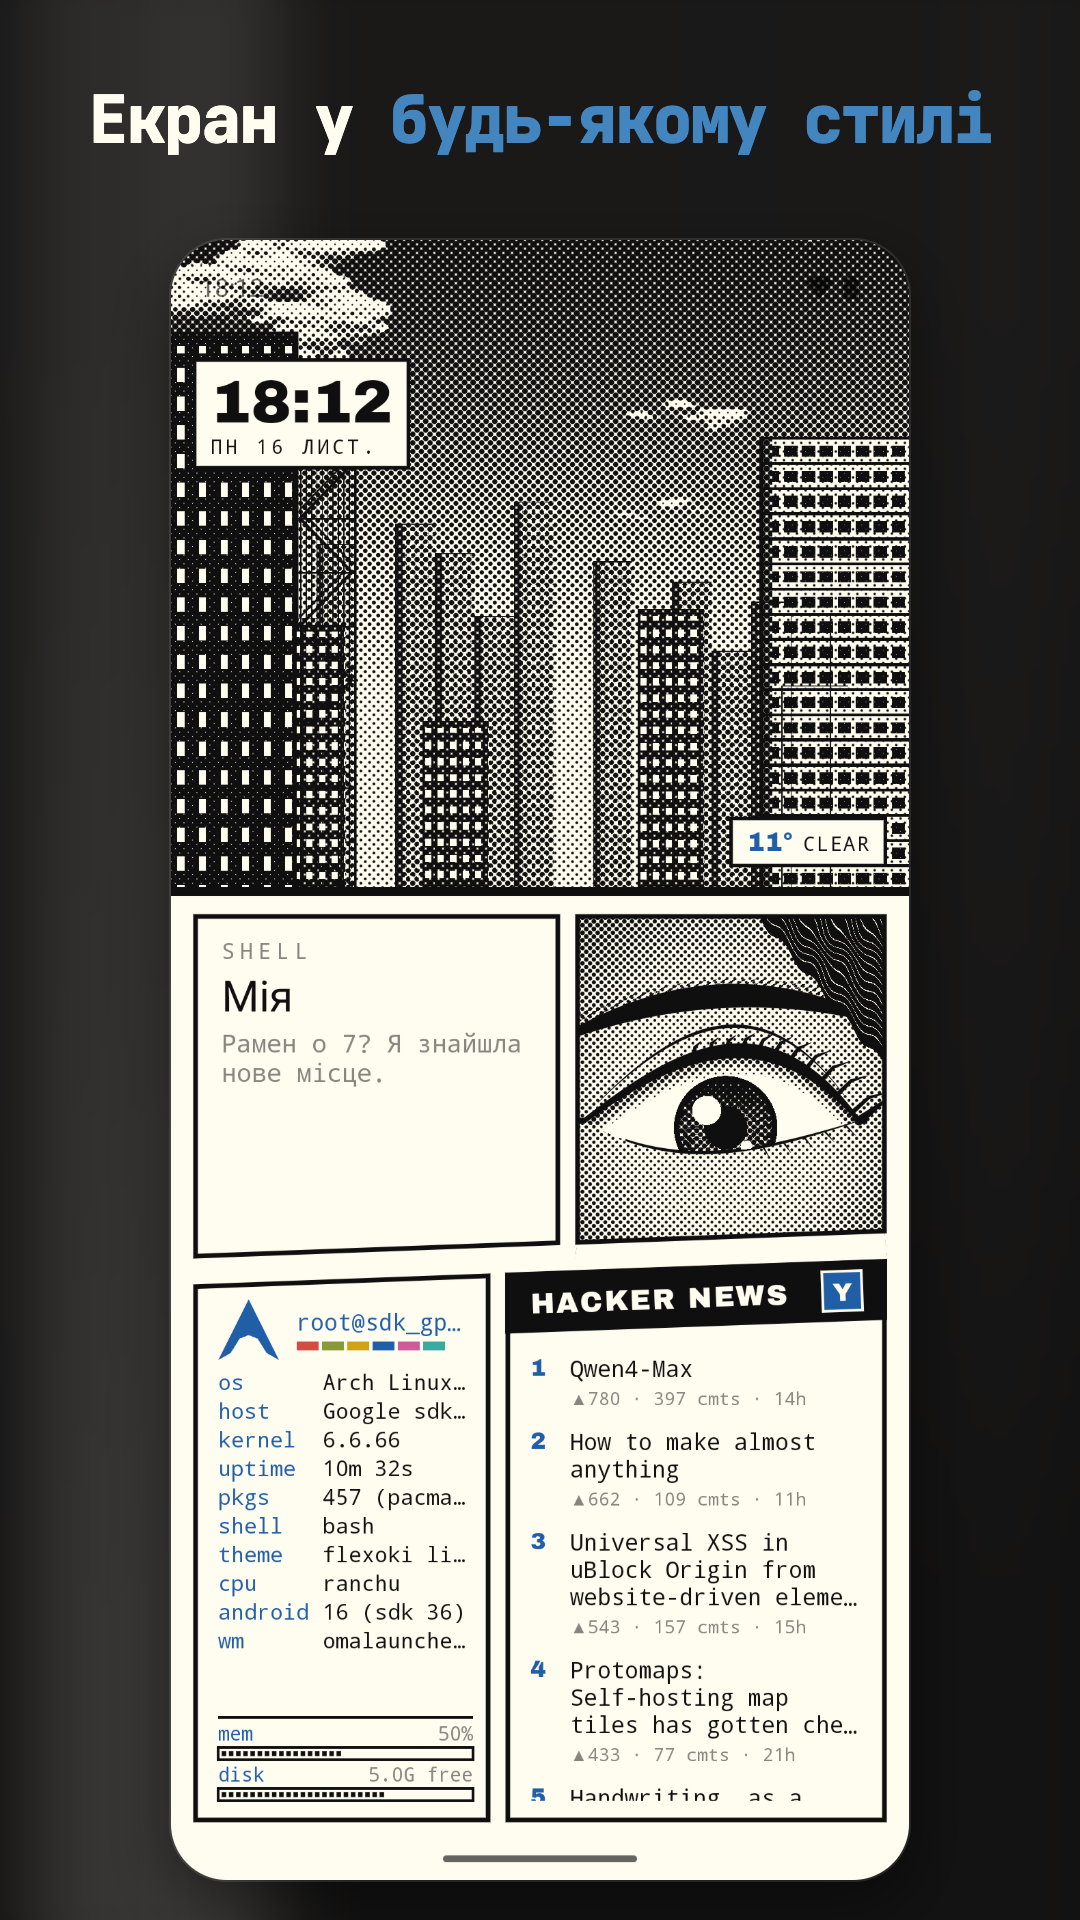 Екран у будь-якому стилі
18:12
18:12
ПН 16 ЛИСТ.
11° CLEAR
SHELL
Мія
Рамен о 7? Я знайшла
нове місце.
root@sdk_gp…
os Arch Linux…
host Google sdk…
kernel 6.6.66
uptime 10m 32s
pkgs 457 (pacma…
shell bash
theme flexoki li…
cpu ranchu
android 16 (sdk 36)
wm omalaunche…
mem 50%
disk 5.0G free
HACKER NEWS Y
1 Qwen4-Max
▲780 · 397 cmts · 14h
2 How to make almost
anything
▲662 · 109 cmts · 11h
3 Universal XSS in
uBlock Origin from
website-driven eleme…
▲543 · 157 cmts · 15h
4 Protomaps:
Self-hosting map
tiles has gotten che…
▲433 · 77 cmts · 21h
5 Handwriting as a